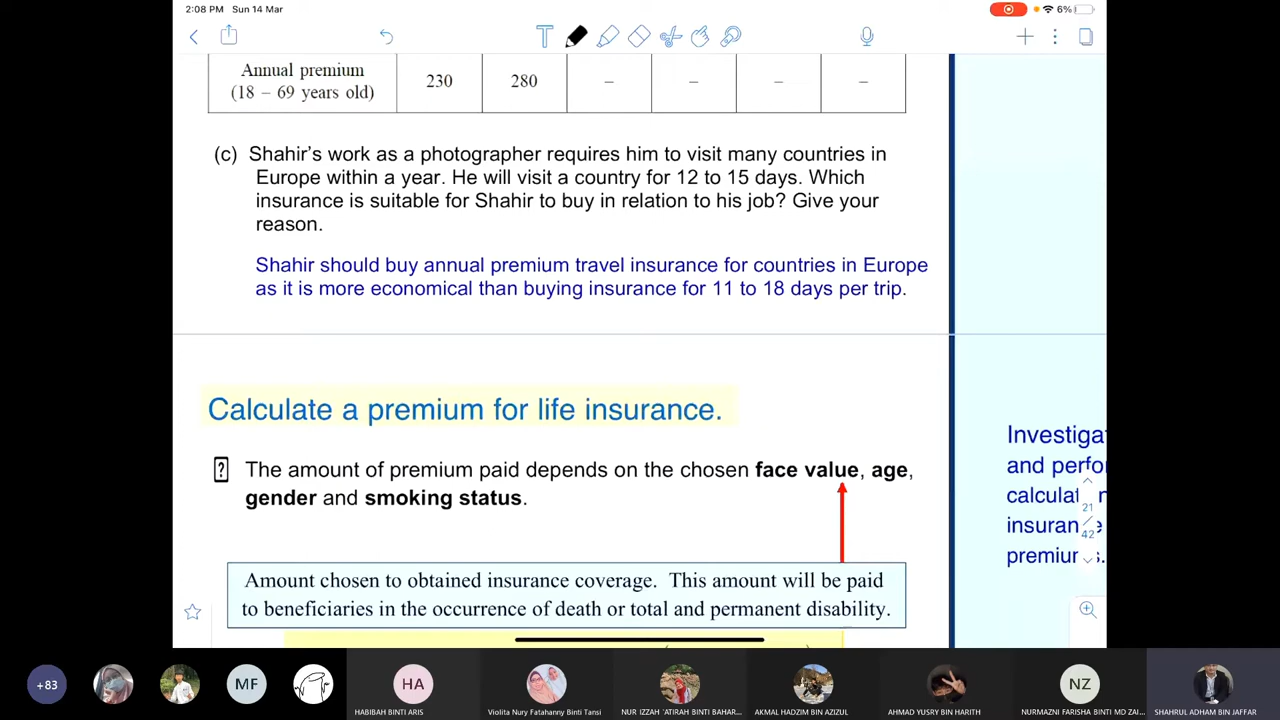 2:08 PM Sun 14 Mar
6%
T
Annual premium
(18 – 69 years old)
230
280
–
–
–
–
(c) Shahir's work as a photographer requires him to visit many countries in
Europe within a year. He will visit a country for 12 to 15 days. Which
insurance is suitable for Shahir to buy in relation to his job? Give your
reason.
Shahir should buy annual premium travel insurance for countries in Europe
as it is more economical than buying insurance for 11 to 18 days per trip.
Calculate a premium for life insurance.
? The amount of premium paid depends on the chosen face value, age,
gender and smoking status.
Amount chosen to obtained insurance coverage. This amount will be paid
to beneficiaries in the occurrence of death or total and permanent disability.
Investiga
and perfo
calculat
insuran
premiums.
21
42
+83
MF
HA
NZ
HABIBAH BINTI ARIS
Violita Nury Fatahanny Binti Tansi
NUR IZZAH 'ATIRAH BINTI BAHAR...
AKMAL HADZIM BIN AZIZUL
AHMAD YUSRY BIN HARITH
NURMAZNI FARISHA BINTI MD ZAI...
SHAHRUL ADHAM BIN JAFFAR